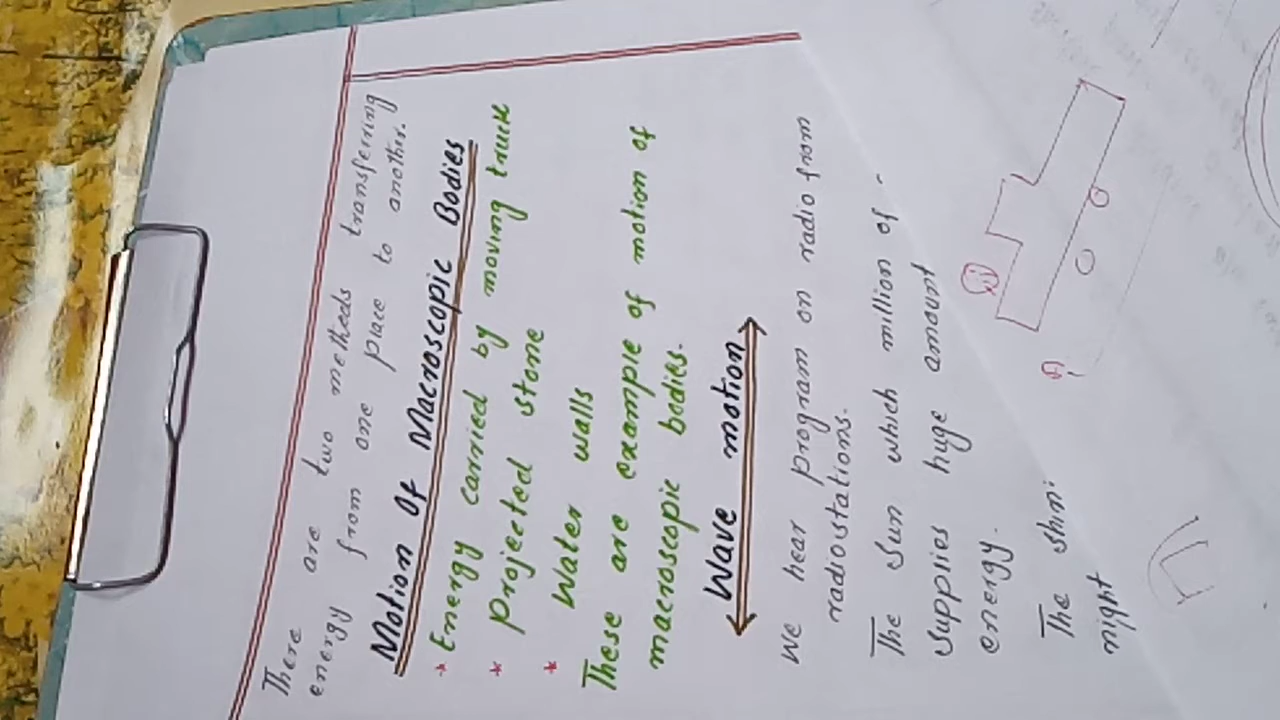 There are two methods transferring
energy from one place to another.
Motion Of Macroscopic Bodies
* Energy carried by moving truck
* Projected stone
* Water walls
These are example of motion of
macroscopic bodies.
Wave motion
We hear program on radio from
radiostations.
The sun which million of
supplies huge amount
energy.
The
might